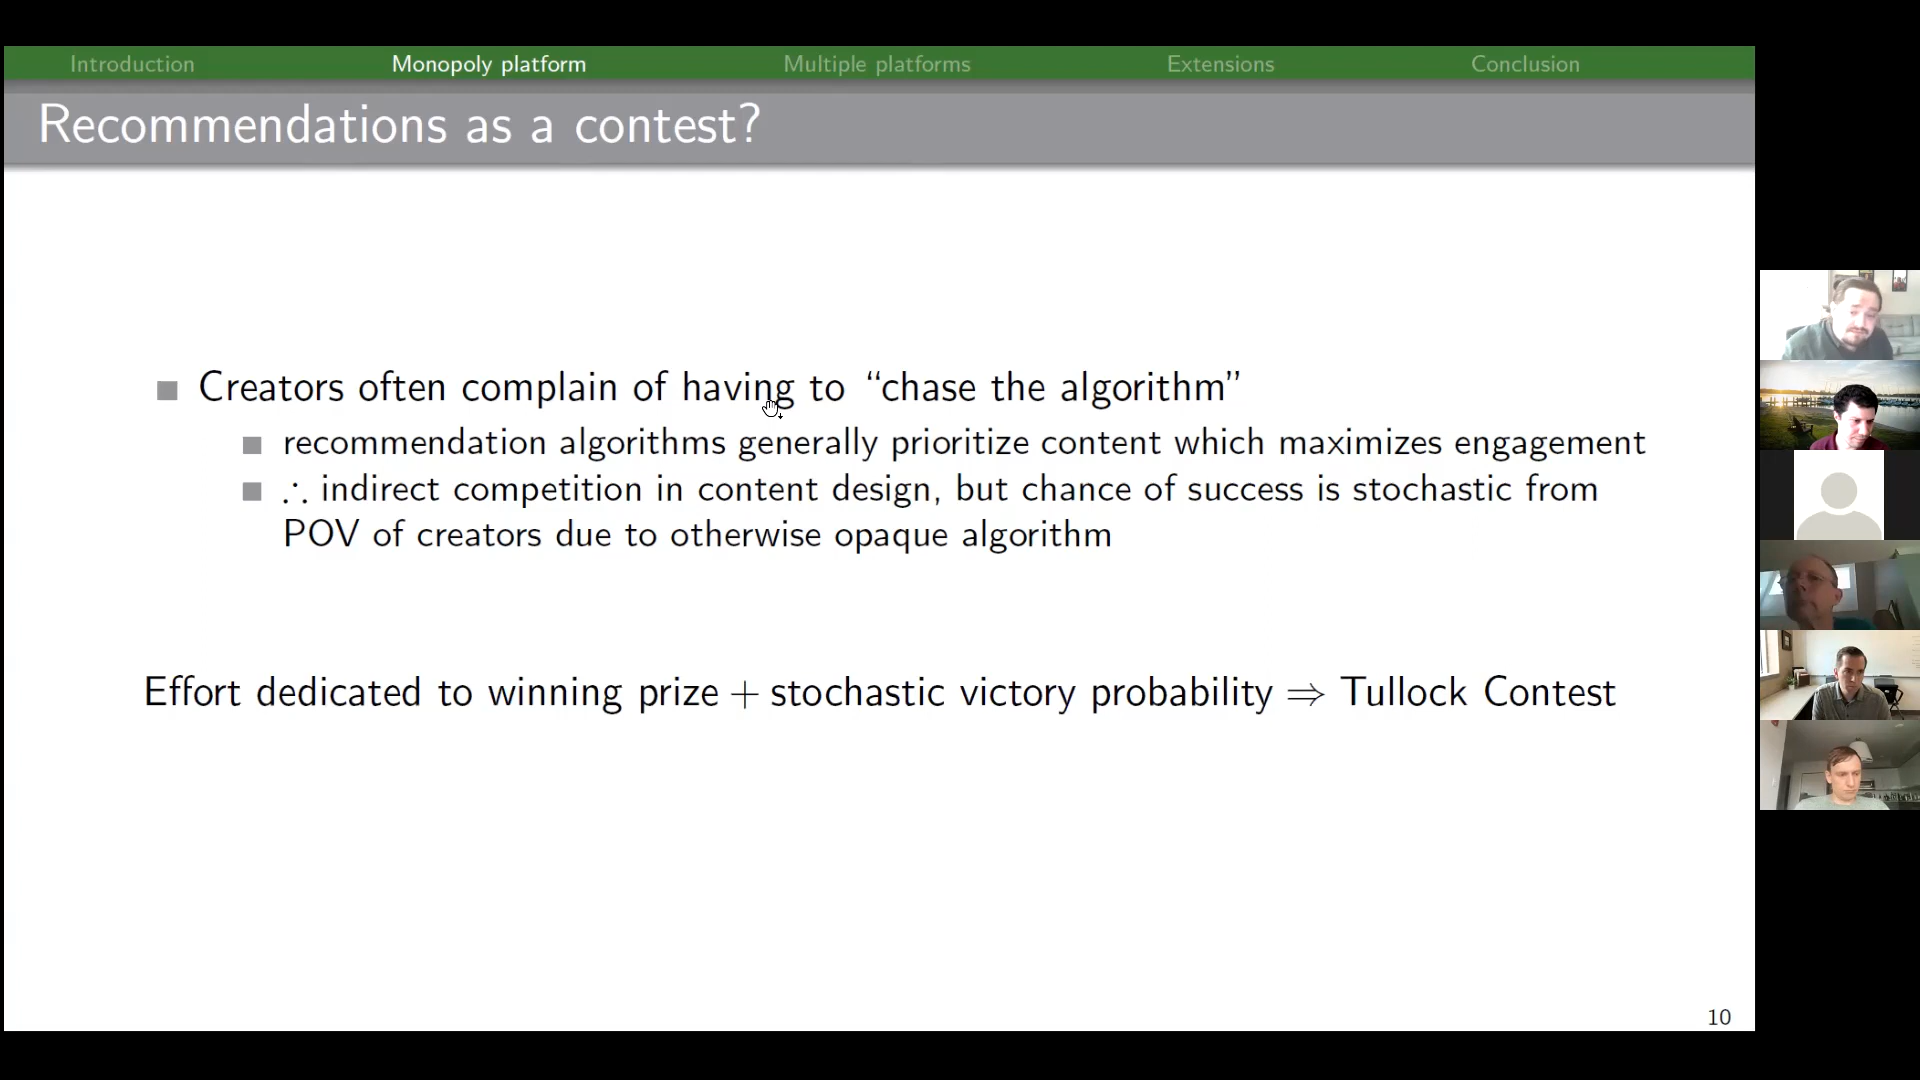 Introduction Monopoly platform Multiple platforms Extensions Conclusion
Recommendations as a contest?
Creators often complain of having to “chase the algorithm”
recommendation algorithms generally prioritize content which maximizes engagement
∴ indirect competition in content design, but chance of success is stochastic from
POV of creators due to otherwise opaque algorithm
Effort dedicated to winning prize + stochastic victory probability ⇒ Tullock Contest
10